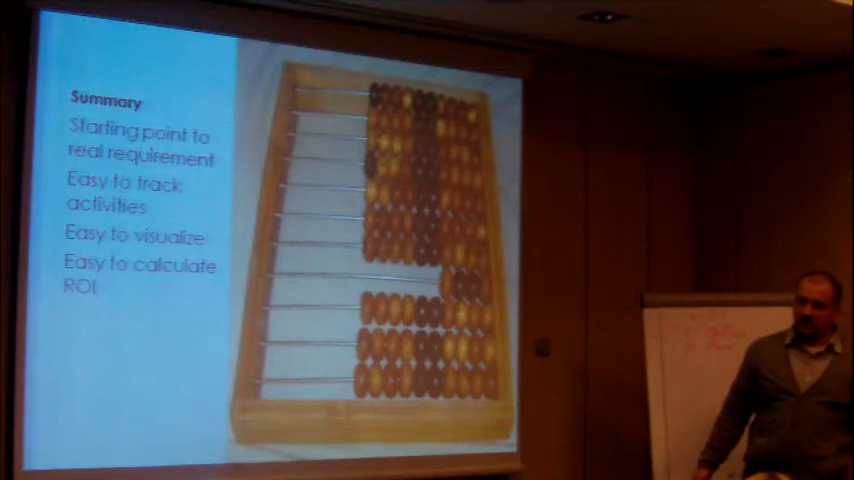 Summary
Starting point to
real requirement
Easy to track
activities
Easy to visualize
Easy to calculate
ROI